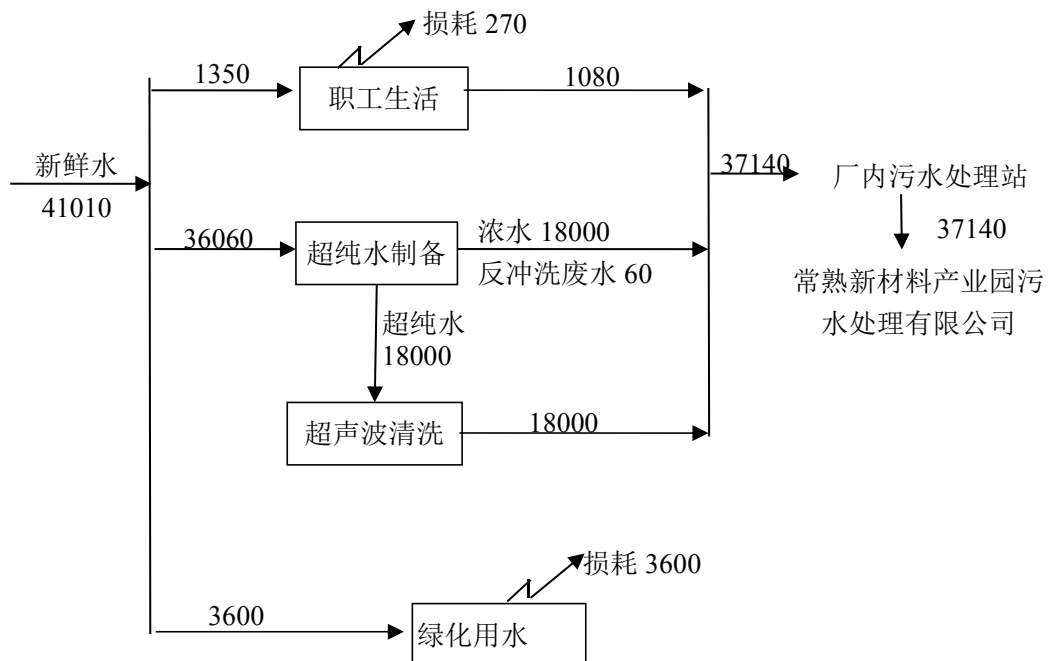 损耗 270
1350
职工生活
1080
新鲜水
41010
37140
厂内污水处理站
37140
36060
超纯水制备
浓水 18000
反冲洗废水 60
常熟新材料产业园污
水处理有限公司
超纯水
18000
超声波清洗
18000
损耗 3600
3600
绿化用水